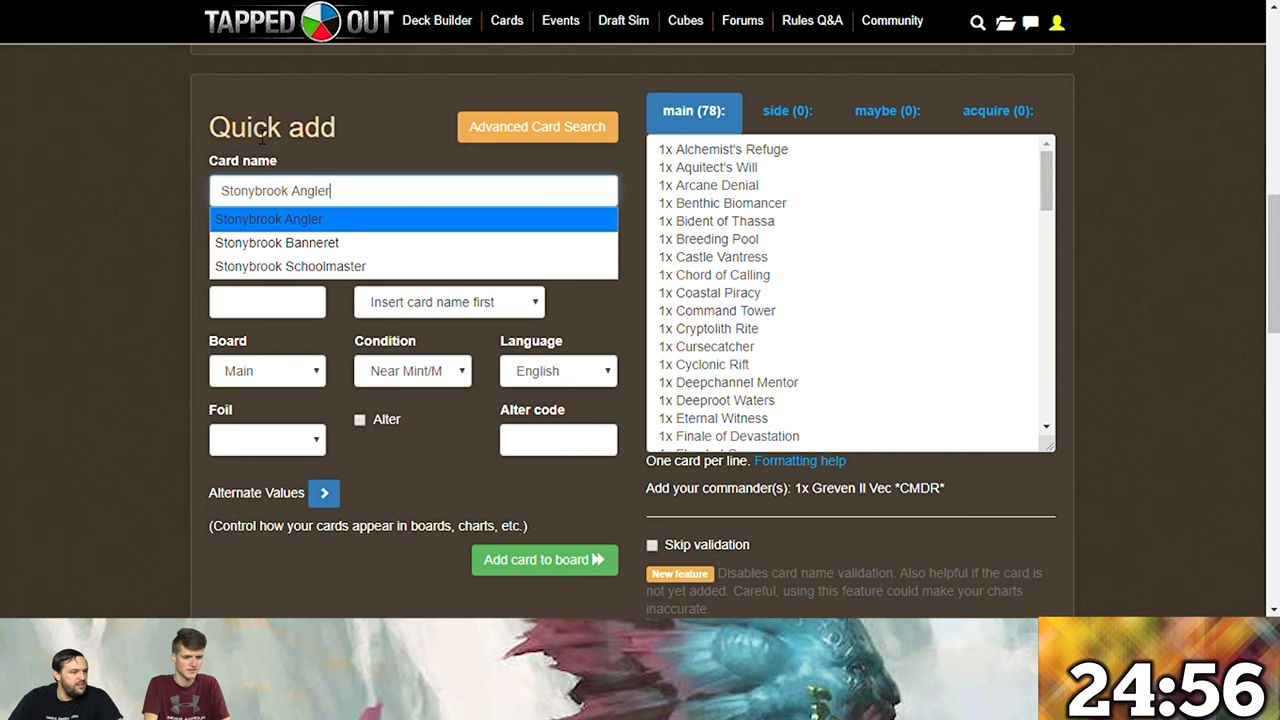 TAPPED OUT
Deck Builder Cards Events Draft Sim Cubes Forums Rules Q&A Community
Quick add
Advanced Card Search
Card name
Stonybrook Angler
Stonybrook Angler
Stonybrook Banneret
Stonybrook Schoolmaster
Insert card name first
Board Condition Language
Main Near Mint/M English
Foil Alter Alter code
Alternate Values
(Control how your cards appear in boards, charts, etc.)
Add card to board
main (78): side (0): maybe (0): acquire (0):
1x Alchemist's Refuge
1x Aquitect's Will
1x Arcane Denial
1x Benthic Biomancer
1x Bident of Thassa
1x Breeding Pool
1x Castle Vantress
1x Chord of Calling
1x Coastal Piracy
1x Command Tower
1x Cryptolith Rite
1x Cursecatcher
1x Cyclonic Rift
1x Deepchannel Mentor
1x Deeproot Waters
1x Eternal Witness
1x Finale of Devastation
One card per line. Formatting help
Add your commander(s): 1x Greven Il Vec *CMDR*
Skip validation
New feature Disables card name validation. Also helpful if the card is
not yet added. Careful, using this feature could make your charts
inaccurate.
24:56